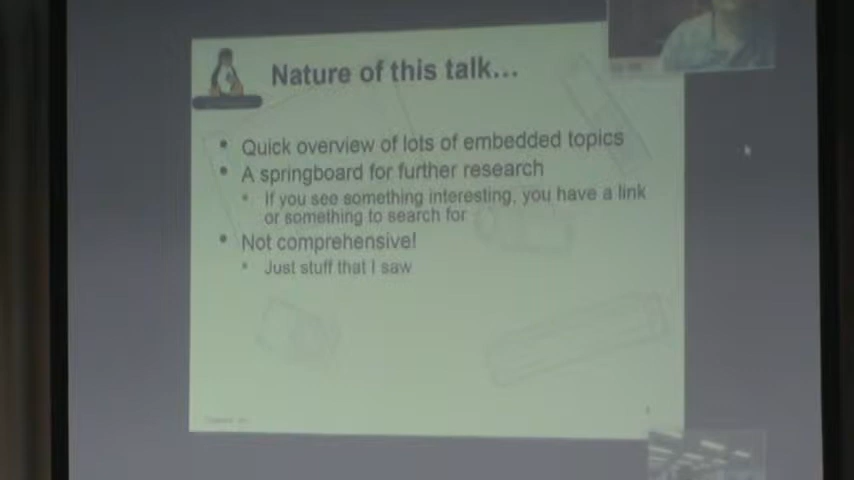 Nature of this talk...
• Quick overview of lots of embedded topics
• A springboard for further research
• If you see something interesting, you have a link
or something to search for
• Not comprehensive!
• Just stuff that I saw